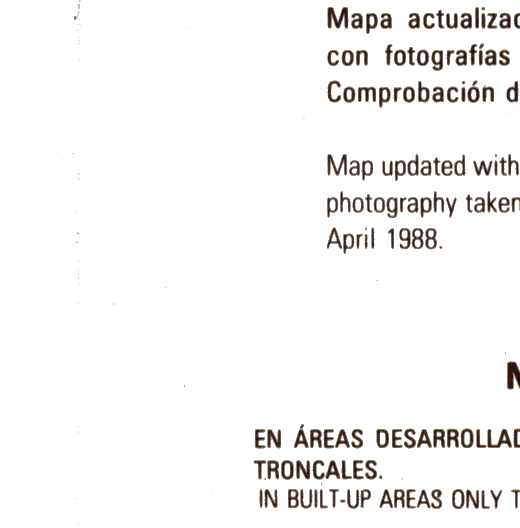 Mapa actualizad
con fotografías
Comprobación d
Map updated with
photography taken
April 1988.
EN ÁREAS DESARROLLAD
TRONCALES.
IN BUILT-UP AREAS ONLY T